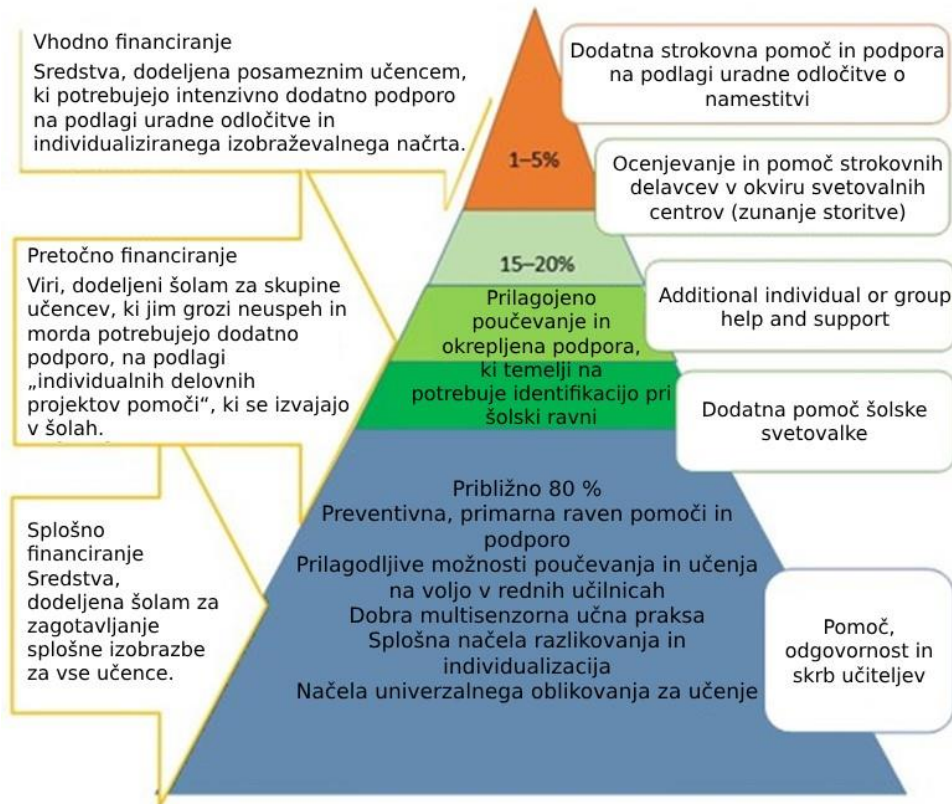 Vhodno financiranje
Sredstva, dodeljena posameznim učencem,
ki potrebujejo intenzivno dodatno podporo
na podlagi uradne odločitve in
individualiziranega izobraževalnega načrta.
Pretočno financiranje
Viri, dodeljeni šolam za skupine
učencev, ki jim grozi neuspeh in
morda potrebujejo dodatno
podporo, na podlagi
„individualnih delovnih
projektov pomoči“, ki se izvajajo
v šolah.
Splošno
financiranje
Sredstva,
dodeljena šolam za
zagotavljanje
splošne izobrazbe
za vse učence.
1–5%
15–20%
Prilagojeno
poučevanje in
okrepljena podpora,
ki temelji na
potrebuje identifikacijo pri
šolski ravni
Približno 80 %
Preventivna, primarna raven pomoči in
podporo
Prilagodljive možnosti poučevanja in učenja
na voljo v rednih učilnicah
Dobra multisenzorna učna praksa
Splošna načela razlikovanja in
individualizacija
Načela univerzalnega oblikovanja za učenje
Dodatna strokovna pomoč in podpora
na podlagi uradne odločitve o
namestitvi
Ocenjevanje in pomoč strokovnih
delavcev v okviru svetovalnih
centrov (zunanje storitve)
Additional individual or group
help and support
Dodatna pomoč šolske
svetovalke
Pomoč,
odgovornost in
skrb učiteljev